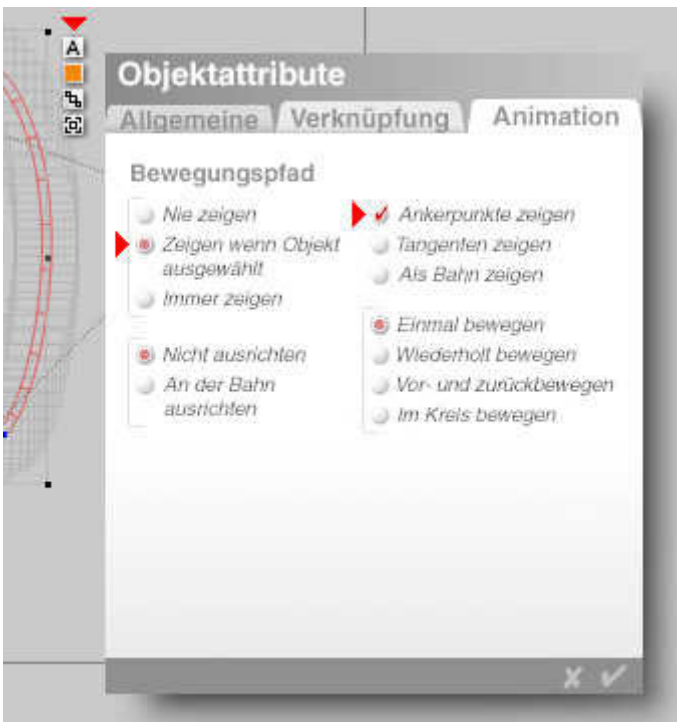 A
Objektattribute
Allgemeine Verknüpfung Animation
Bewegungspfad
Nie zeigen
Zeigen wenn Objekt
ausgewählt
Immer zeigen
Nicht ausrichten
An der Bahn
ausrichten
Ankerpunkte zeigen
Tangenten zeigen
Als Bahn zeigen
Einmal bewegen
Wiederholt bewegen
Vor- und zurückbewegen
Im Kreis bewegen